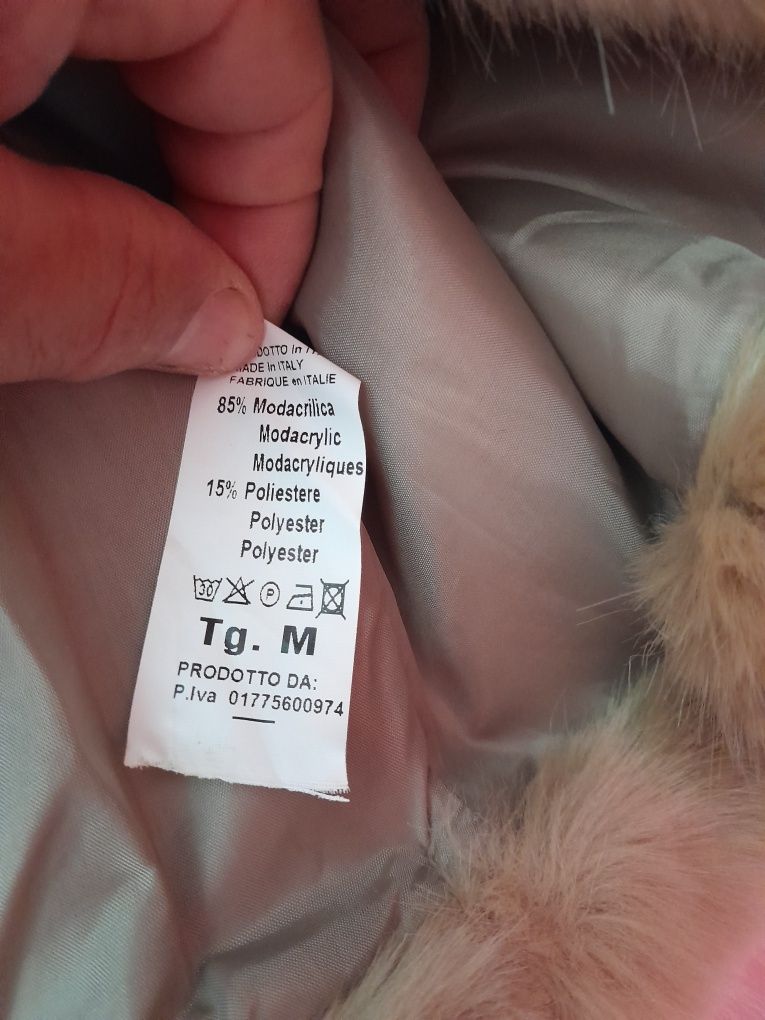 In
MADE In ITALY
FABRIQUE en ITALIE
85% Modacrilica
Modacrylic
Modacryliques
15% Poliestere
Polyester
Polyester
30 P
Tg. M
PRODOTTO DA:
P.Iva 01775600974